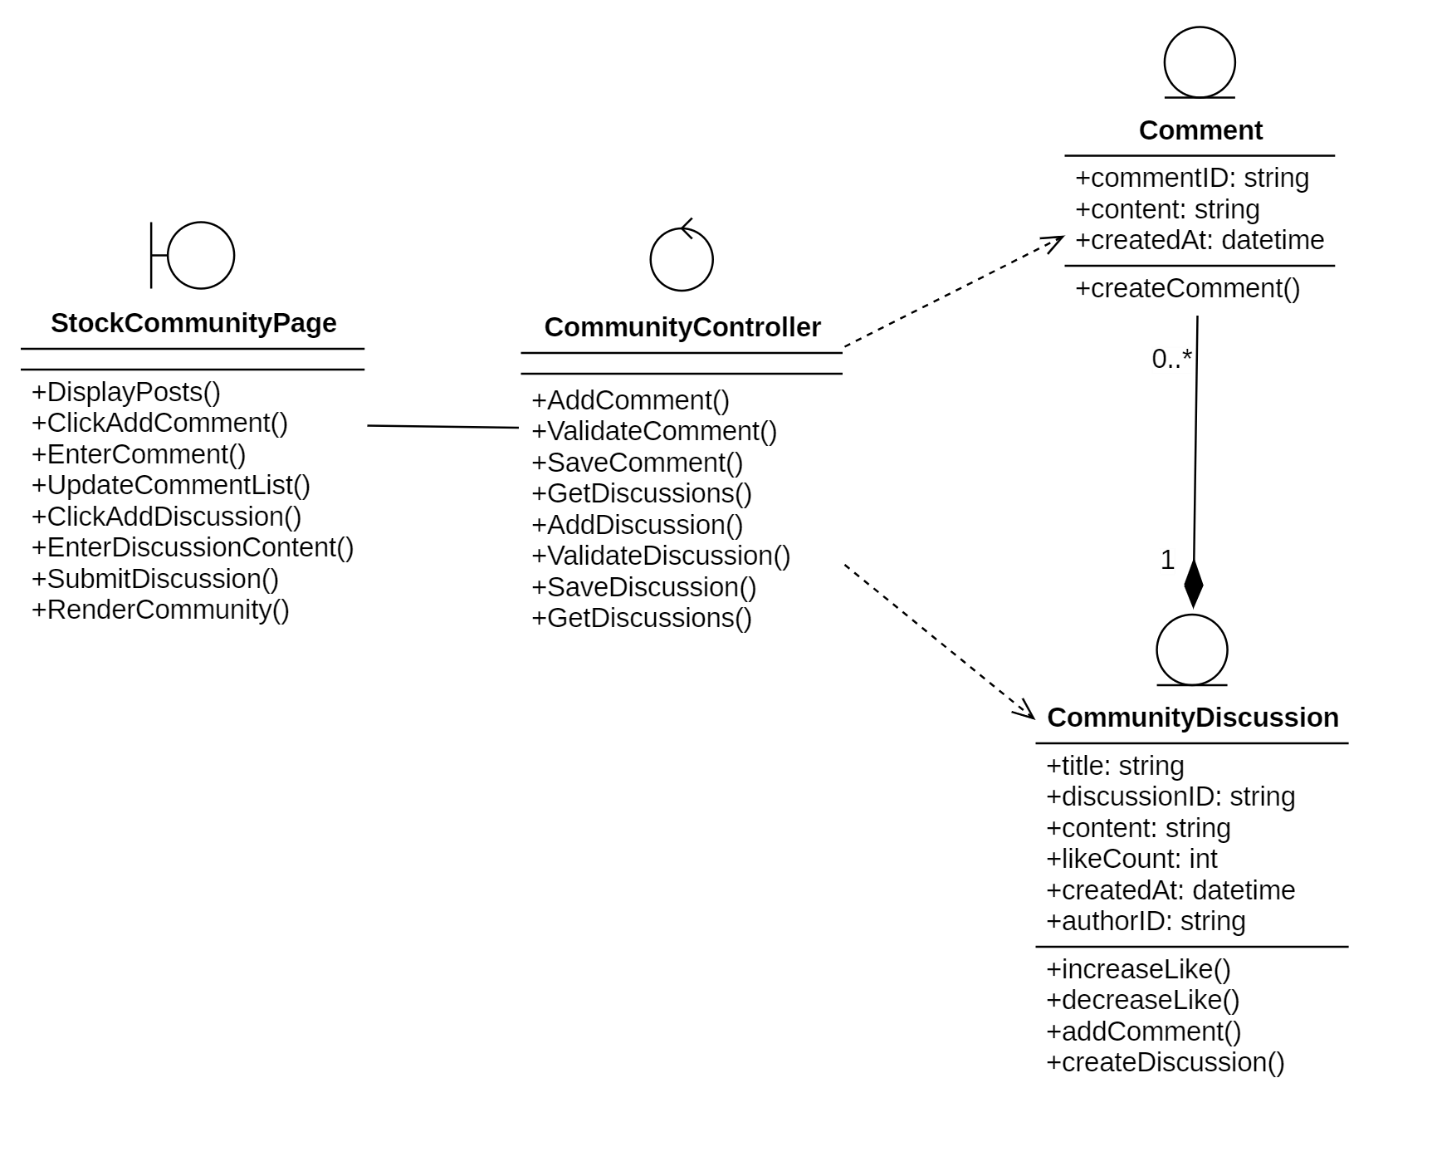 StockCommunityPage
+DisplayPosts()
+ClickAddComment()
+EnterComment()
+UpdateCommentList()
+ClickAddDiscussion()
+EnterDiscussionContent()
+SubmitDiscussion()
+RenderCommunity()
CommunityController
+AddComment()
+ValidateComment()
+SaveComment()
+GetDiscussions()
+AddDiscussion()
+ValidateDiscussion()
+SaveDiscussion()
+GetDiscussions()
Comment
+commentID: string
+content: string
+createdAt: datetime
+createComment()
0..*
1
CommunityDiscussion
+title: string
+discussionID: string
+content: string
+likeCount: int
+createdAt: datetime
+authorID: string
+increaseLike()
+decreaseLike()
+addComment()
+createDiscussion()